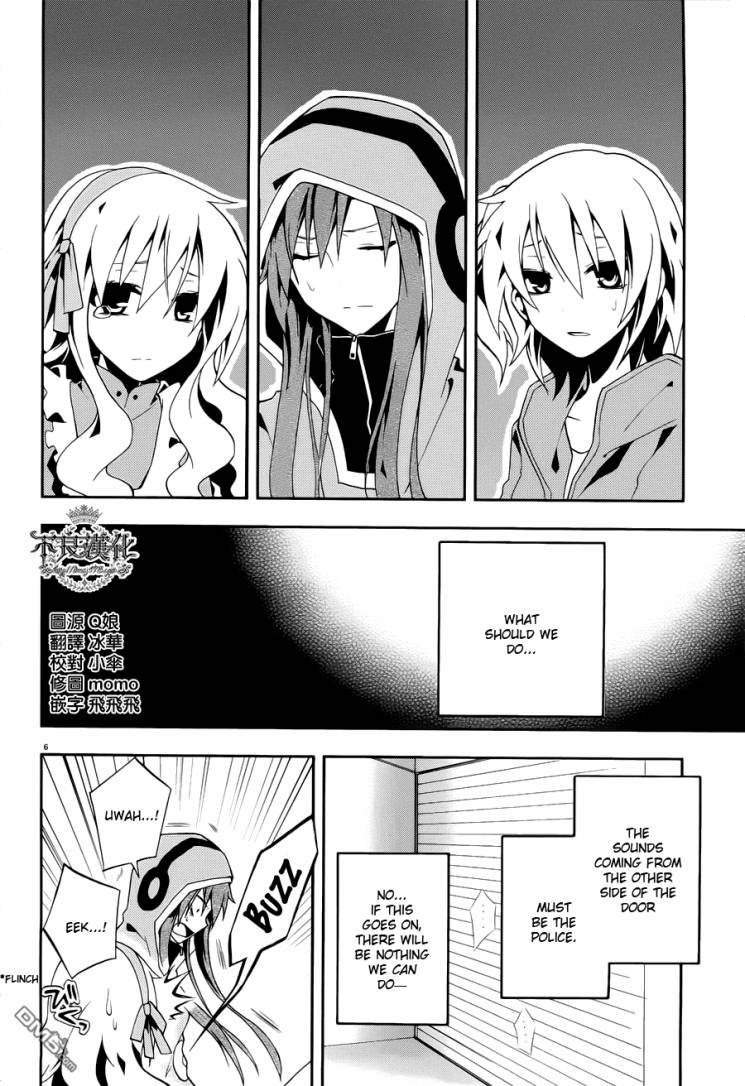 不良漢化
圖源 Q娘
翻譯 冰華
校對 小傘
修圖 momo
嵌字 飛飛飛
WHAT
SHOULD WE
DO...
6
THE
SOUNDS
COMING FROM
THE OTHER
SIDE OF THE
DOOR
MUST
BE THE
POLICE.
NO...
IF THIS
GOES ON,
THERE WILL
BE NOTHING
WE CAN
DO—
UWAH...!
BUZZ
EEK...!
*FLINCH